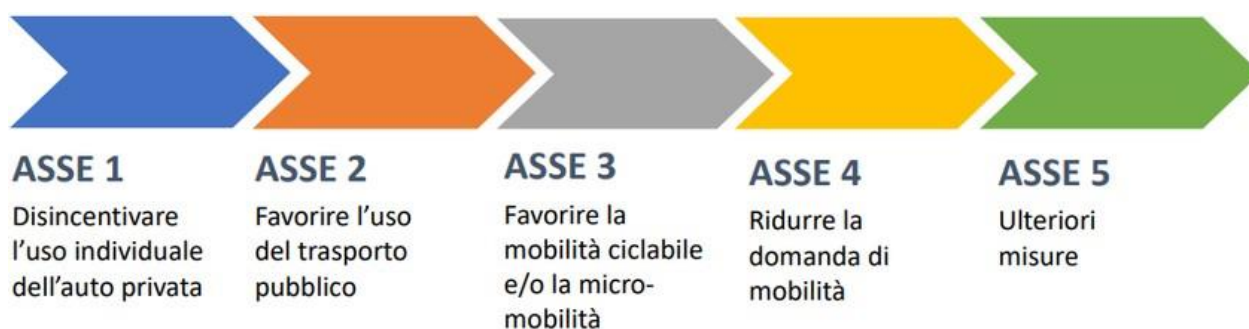 ASSE 1
Disincentivare
l’uso individuale
dell’auto privata
ASSE 2
Favorire l’uso
del trasporto
pubblico
ASSE 3
Favorire la
mobilità ciclabile
e/o la micro-
mobilità
ASSE 4
Ridurre la
domanda di
mobilità
ASSE 5
Ulteriori
misure